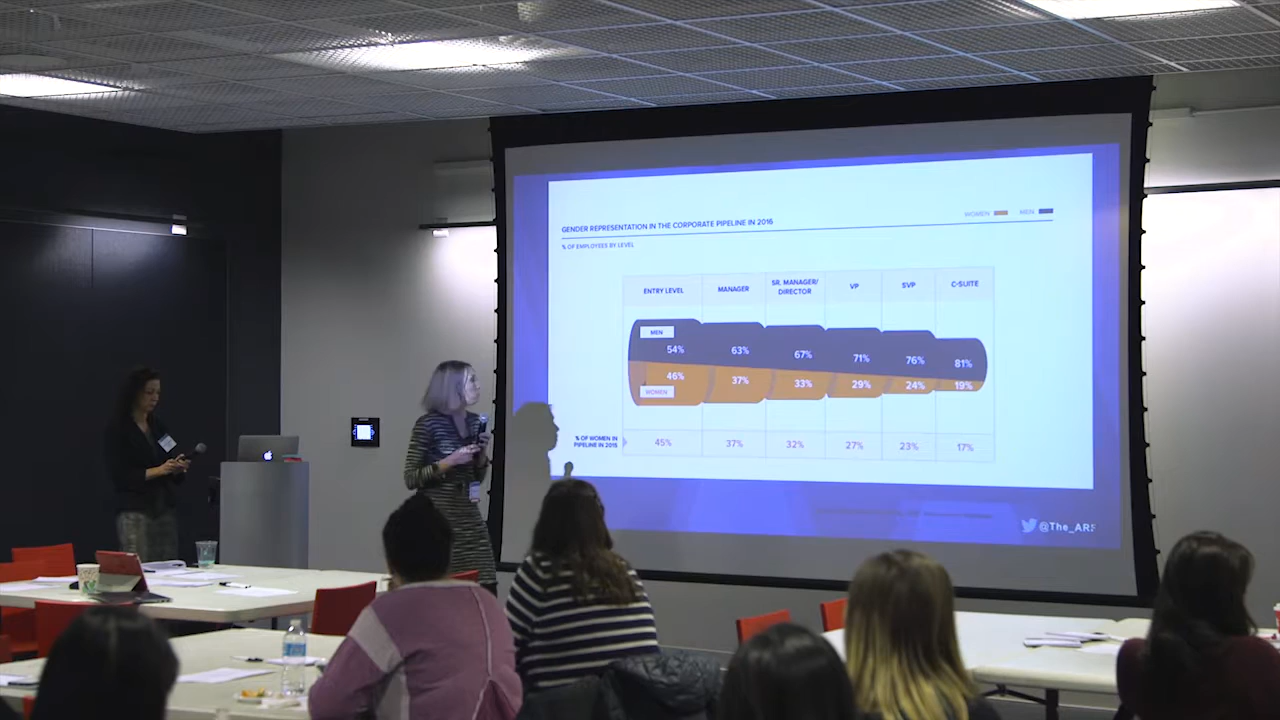 WOMEN MEN
GENDER REPRESENTATION IN THE CORPORATE PIPELINE IN 2016
% OF EMPLOYEES BY LEVEL
ENTRY LEVEL MANAGER SR. MANAGER/ DIRECTOR VP SVP C-SUITE
MEN
54% 63% 67% 71% 76% 81%
46% 37% 33% 29% 24% 19%
WOMEN
% OF WOMEN IN
PIPELINE IN 2015
45% 37% 32% 27% 23% 17%
@The_ARF